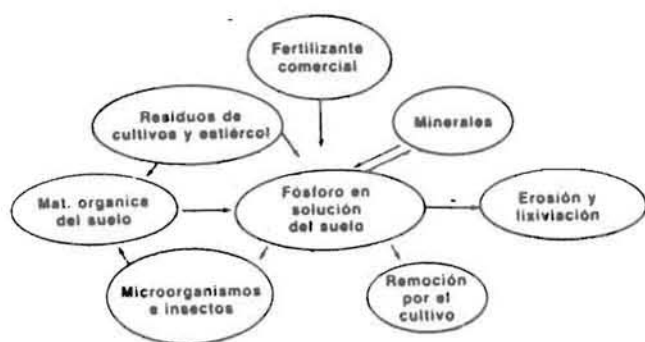 Fertilizante
comercial
Residuos de
cultivos y estiércol
Minerales
Mat. organica
del suelo
Fósforo en
solución
del suelo
Erosión y
lixiviación
Microorganismos
e insectos
Remoción
por el
cultivo